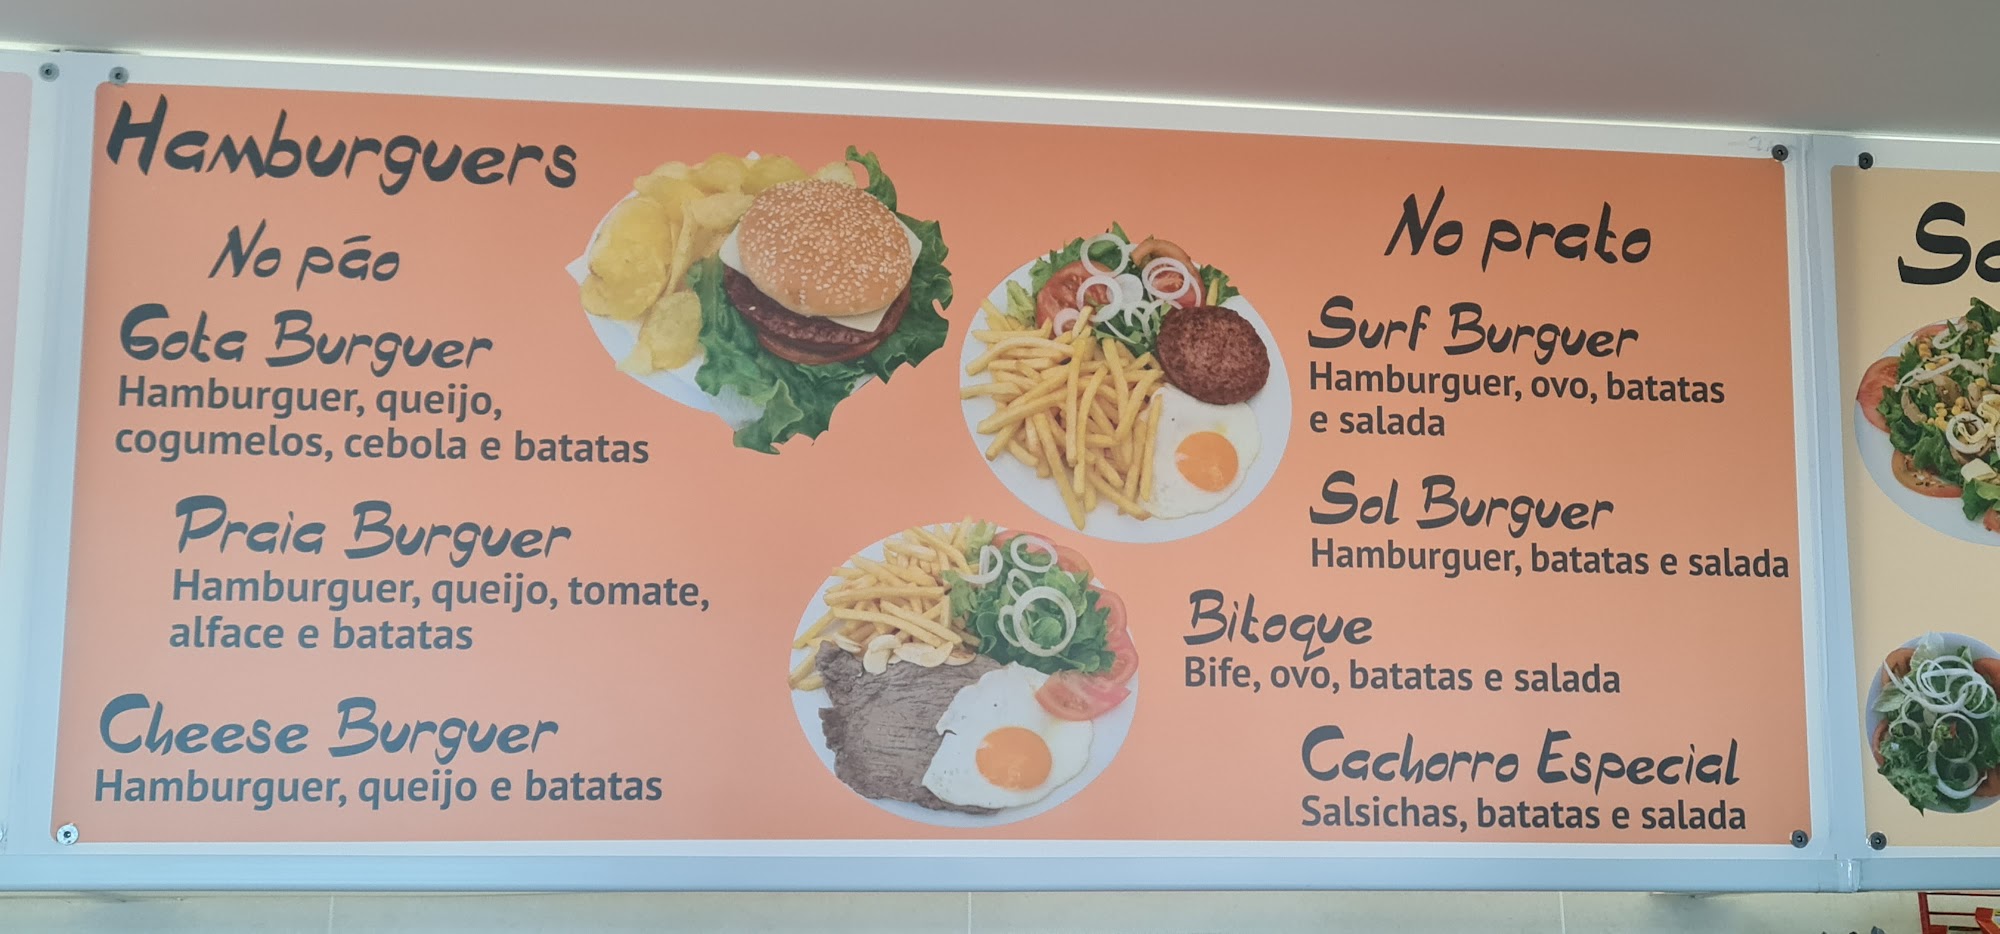 Hamburguers
No pão
Gota Burguer
Hamburguer, queijo,
cogumelos, cebola e batatas
Praia Burguer
Hamburguer, queijo, tomate,
alface e batatas
Cheese Burguer
Hamburguer, queijo e batatas
No prato
Surf Burguer
Hamburguer, ovo, batatas
e salada
Sol Burguer
Hamburguer, batatas e salada
Bitoque
Bife, ovo, batatas e salada
Cachorro Especial
Salsichas, batatas e salada